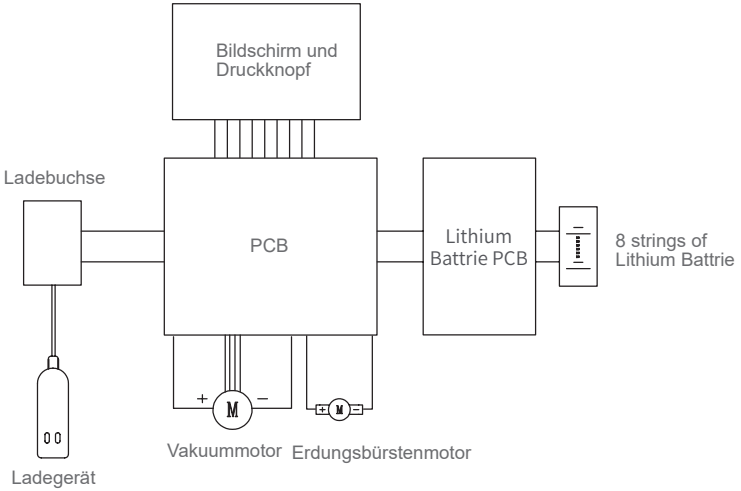 Bildschirm und
Druckknopf
Ladebuchse
PCB
Lithium
Battrie PCB
8 strings of
Lithium Battrie
+ M −
+ M −
Vakuummotor
Erdungsbürstenmotor
Ladegerät